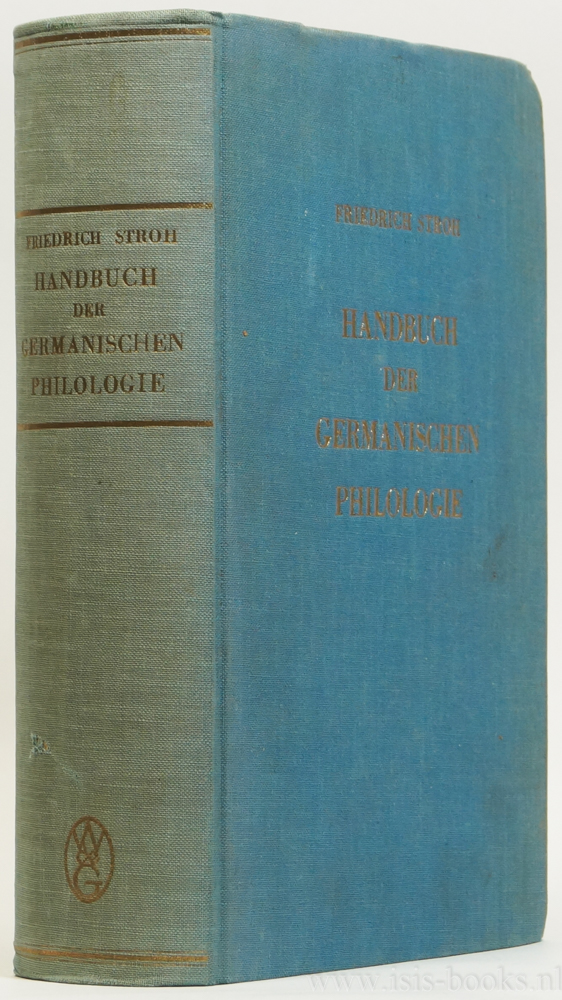 FRIEDRICH STROH
HANDBUCH
DER
GERMANISCHEN
PHILOLOGIE
W
&
G
FRIEDRICH STROH
HANDBUCH
DER
GERMANISCHEN
PHILOLOGIE
www.isis-books.nl